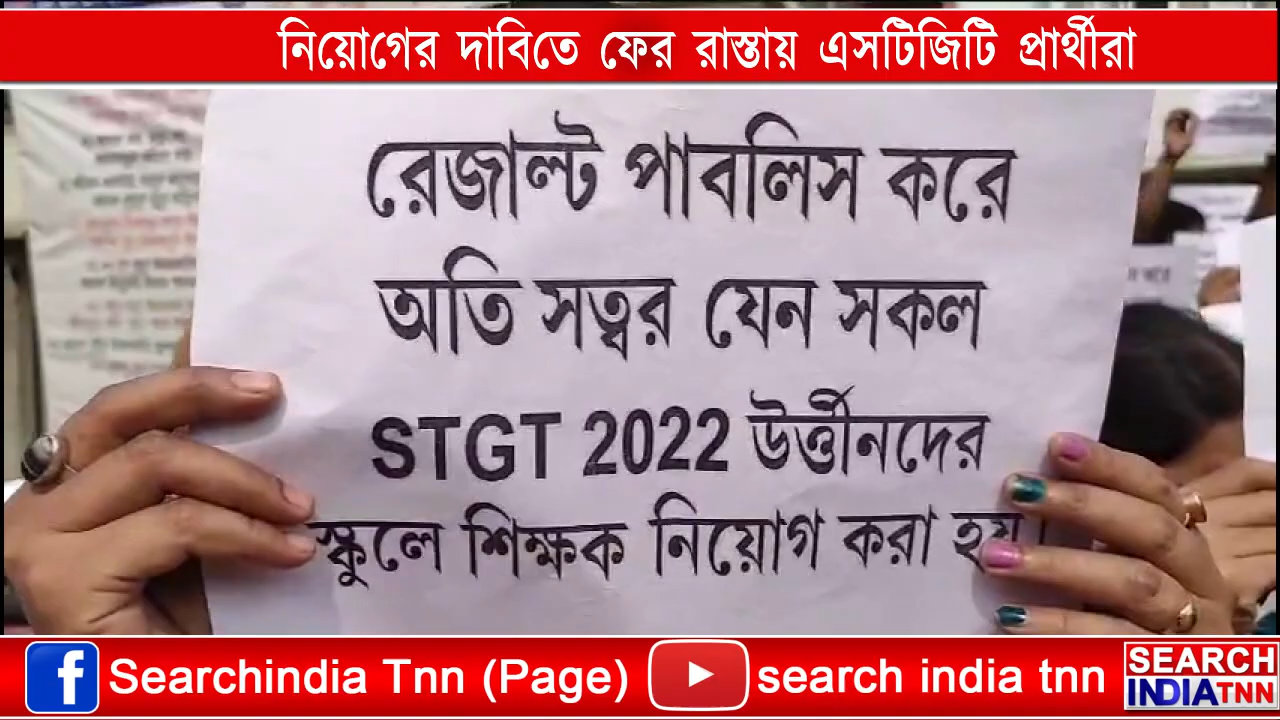 নিয়োগের দাবিতে ফের রাস্তায় এসটিজিটি প্রার্থীরা
রেজাল্ট পাবলিস করে
অতি সত্বর যেন সকল
STGT 2022 উর্ত্তীনদের
স্কুলে শিক্ষক নিয়োগ করা হয়।
Searchindia Tnn (Page)
search india tnn
SEARCH
INDIATNN